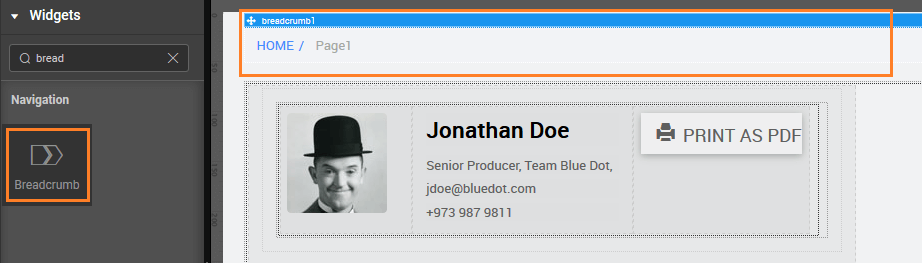 Widgets
bread
Navigation
Breadcrumb
breadcrumb1
HOME / Page1
Jonathan Doe
Senior Producer, Team Blue Dot,
jdoe@bluedot.com
+973 987 9811
PRINT AS PDF